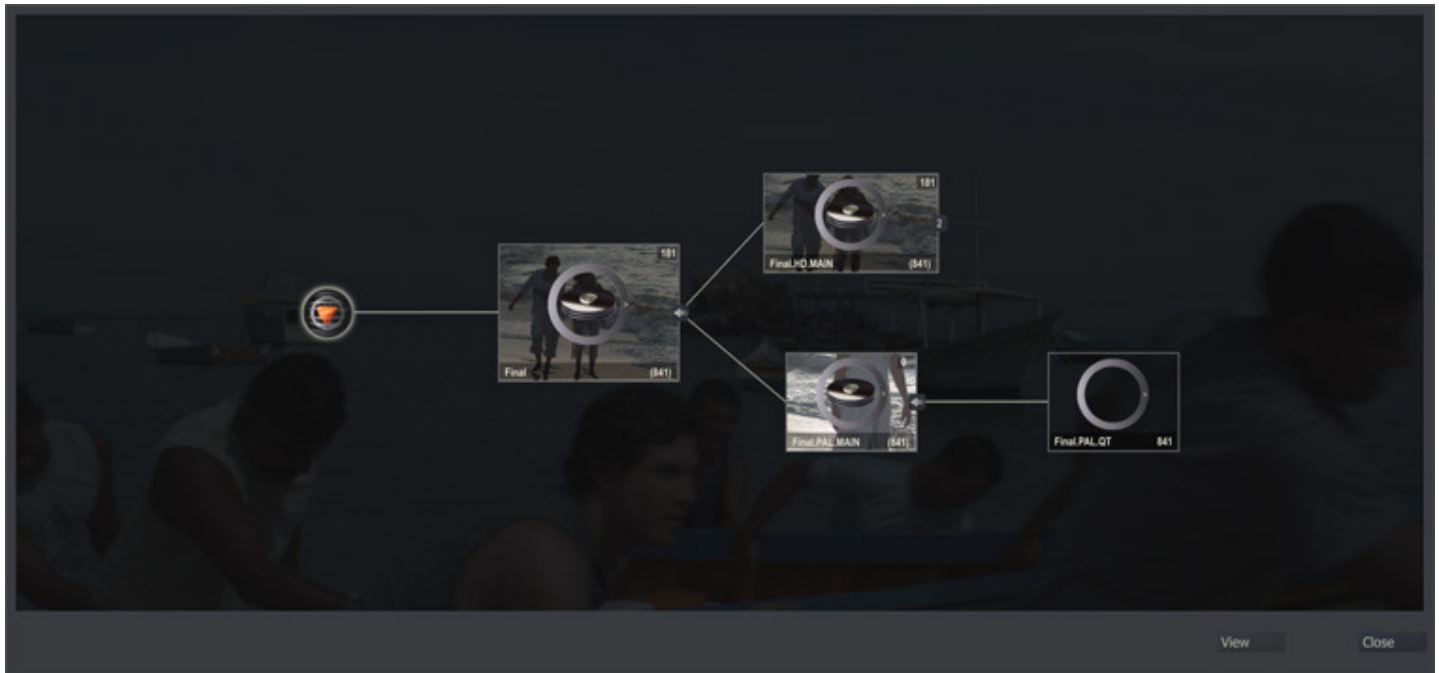 181
Final.HD.MAIN (841)
2
181
Final (841)
0
Final.PAL.MAIN (841)
Final.PAL.QT 841
View Close